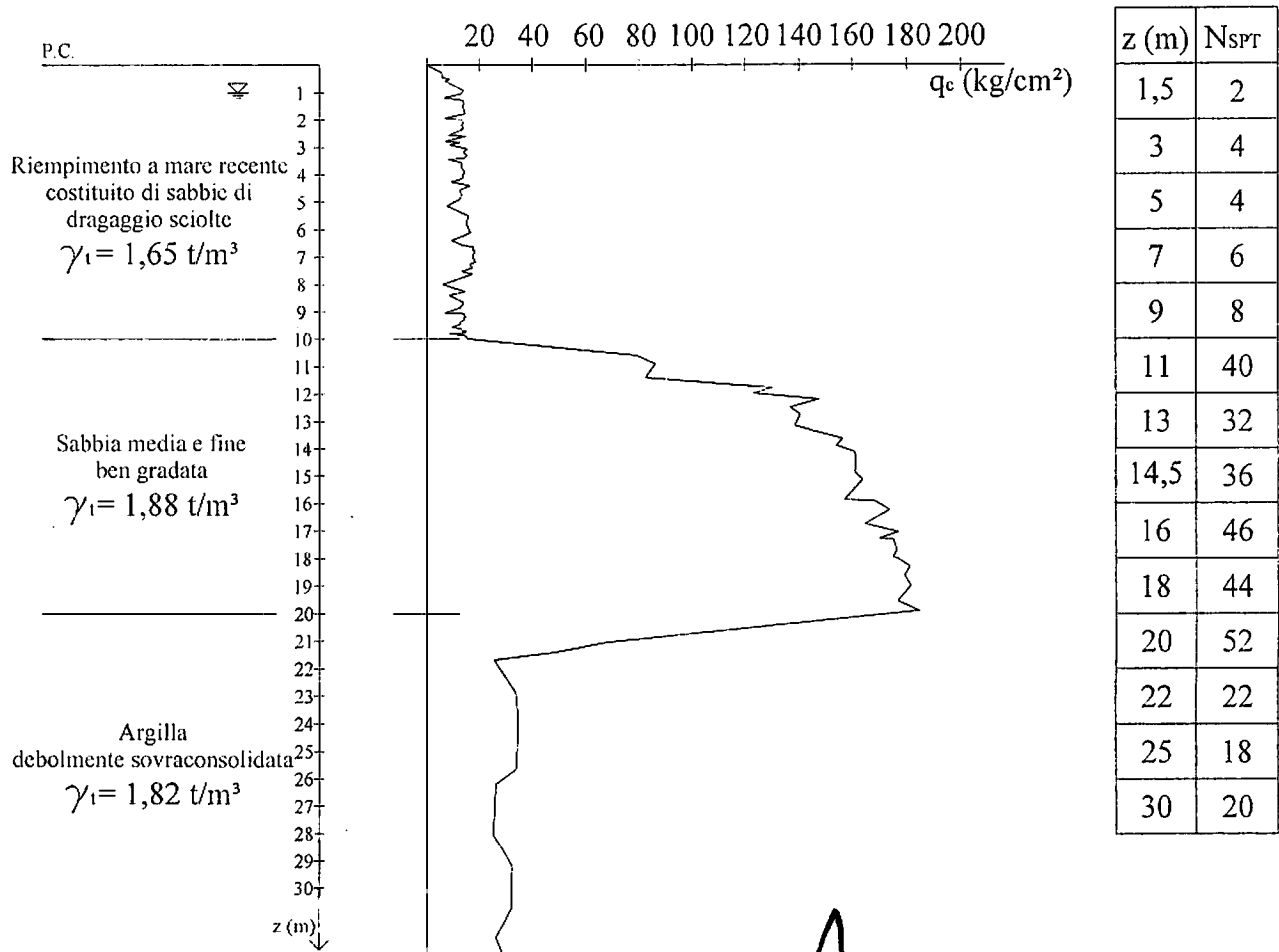 P.C.
20 40 60 80 100 120 140 160 180 200
qc (kg/cm²)
1
2
3
4
5
6
7
8
9
10
11
12
13
14
15
16
17
18
19
20
21
22
23
24
25
26
27
28
29
30
z (m)
Riempimento a mare recente
costituito di sabbie di
dragaggio sciolte
γt= 1,65 t/m³
Sabbia media e fine
ben gradata
γt= 1,88 t/m³
Argilla
debolmente sovraconsolidata
γt= 1,82 t/m³
z (m) NSPT
1,5 2
3 4
5 4
7 6
9 8
11 40
13 32
14,5 36
16 46
18 44
20 52
22 22
25 18
30 20